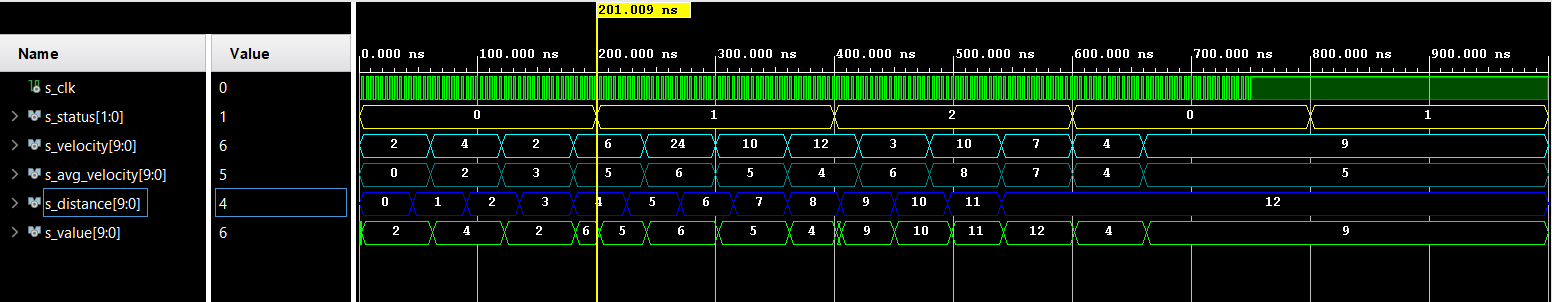 201.009 ns
Name Value
0.000 ns 100.000 ns 200.000 ns 300.000 ns 400.000 ns 500.000 ns 600.000 ns 700.000 ns 800.000 ns 900.000 ns
s_clk 0
s_status[1:0] 1 0 1 2 0 1
s_velocity[9:0] 6 2 4 2 6 24 10 12 3 10 7 4 9
s_avg_velocity[9:0] 5 0 2 3 5 6 5 4 6 8 7 4 5
s_distance[9:0] 4 0 1 2 3 4 5 6 7 8 9 10 11 12
s_value[9:0] 6 2 4 2 6 5 6 5 4 9 10 11 12 4 9